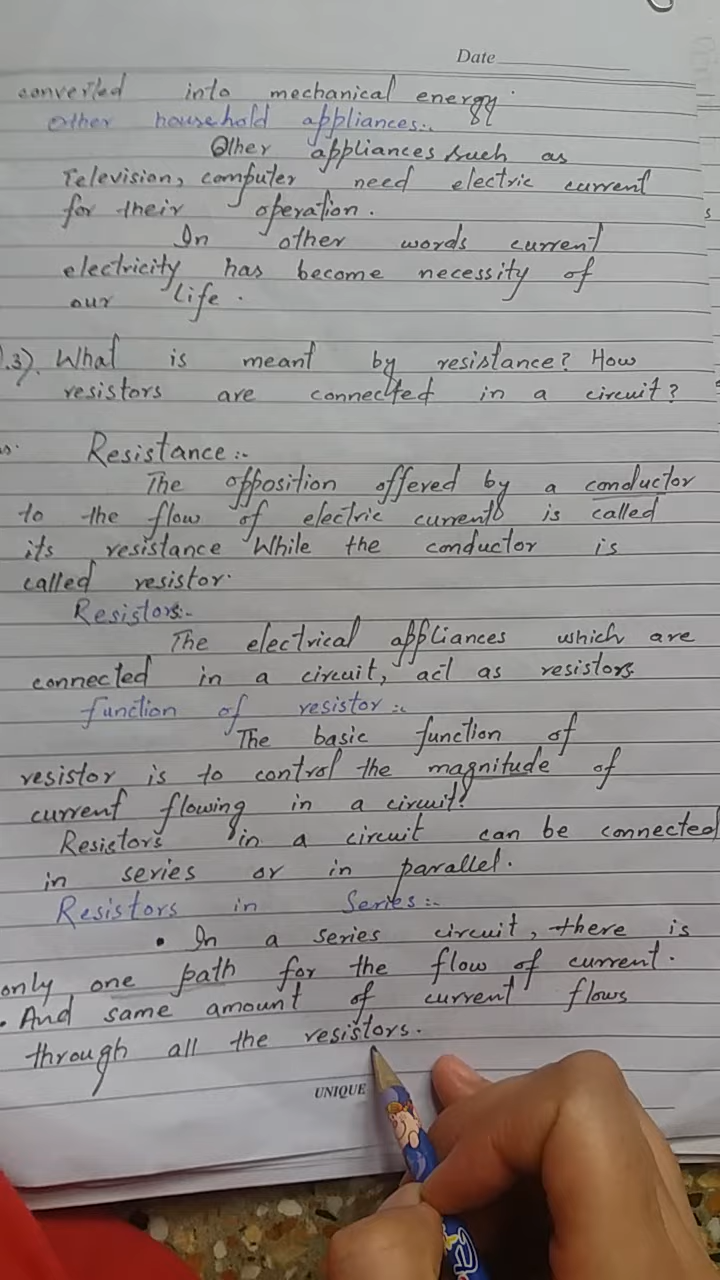 Date
converted into mechanical energy.
Other household appliances:-
Other appliances such as
Television, computer need electric current
for their operation.
In other words current
electricity has become necessity of
our life.
.3). What is meant by resistance? How
resistors are connected in a circuit?
s. Resistance:-
The opposition offered by a conductor
to the flow of electric current is called
its resistance While the conductor is
called resistor.
Resistors:-
The electrical appliances which are
connected in a circuit, act as resistors.
function of resistor:-
The basic function of
resistor is to control the magnitude of
current flowing in a circuit.
Resistors in a circuit can be connected
in series or in parallel.
Resistors in Series:-
• In a series circuit, there is
only one path for the flow of current.
• And same amount of current flows
through all the resistors.
UNIQUE